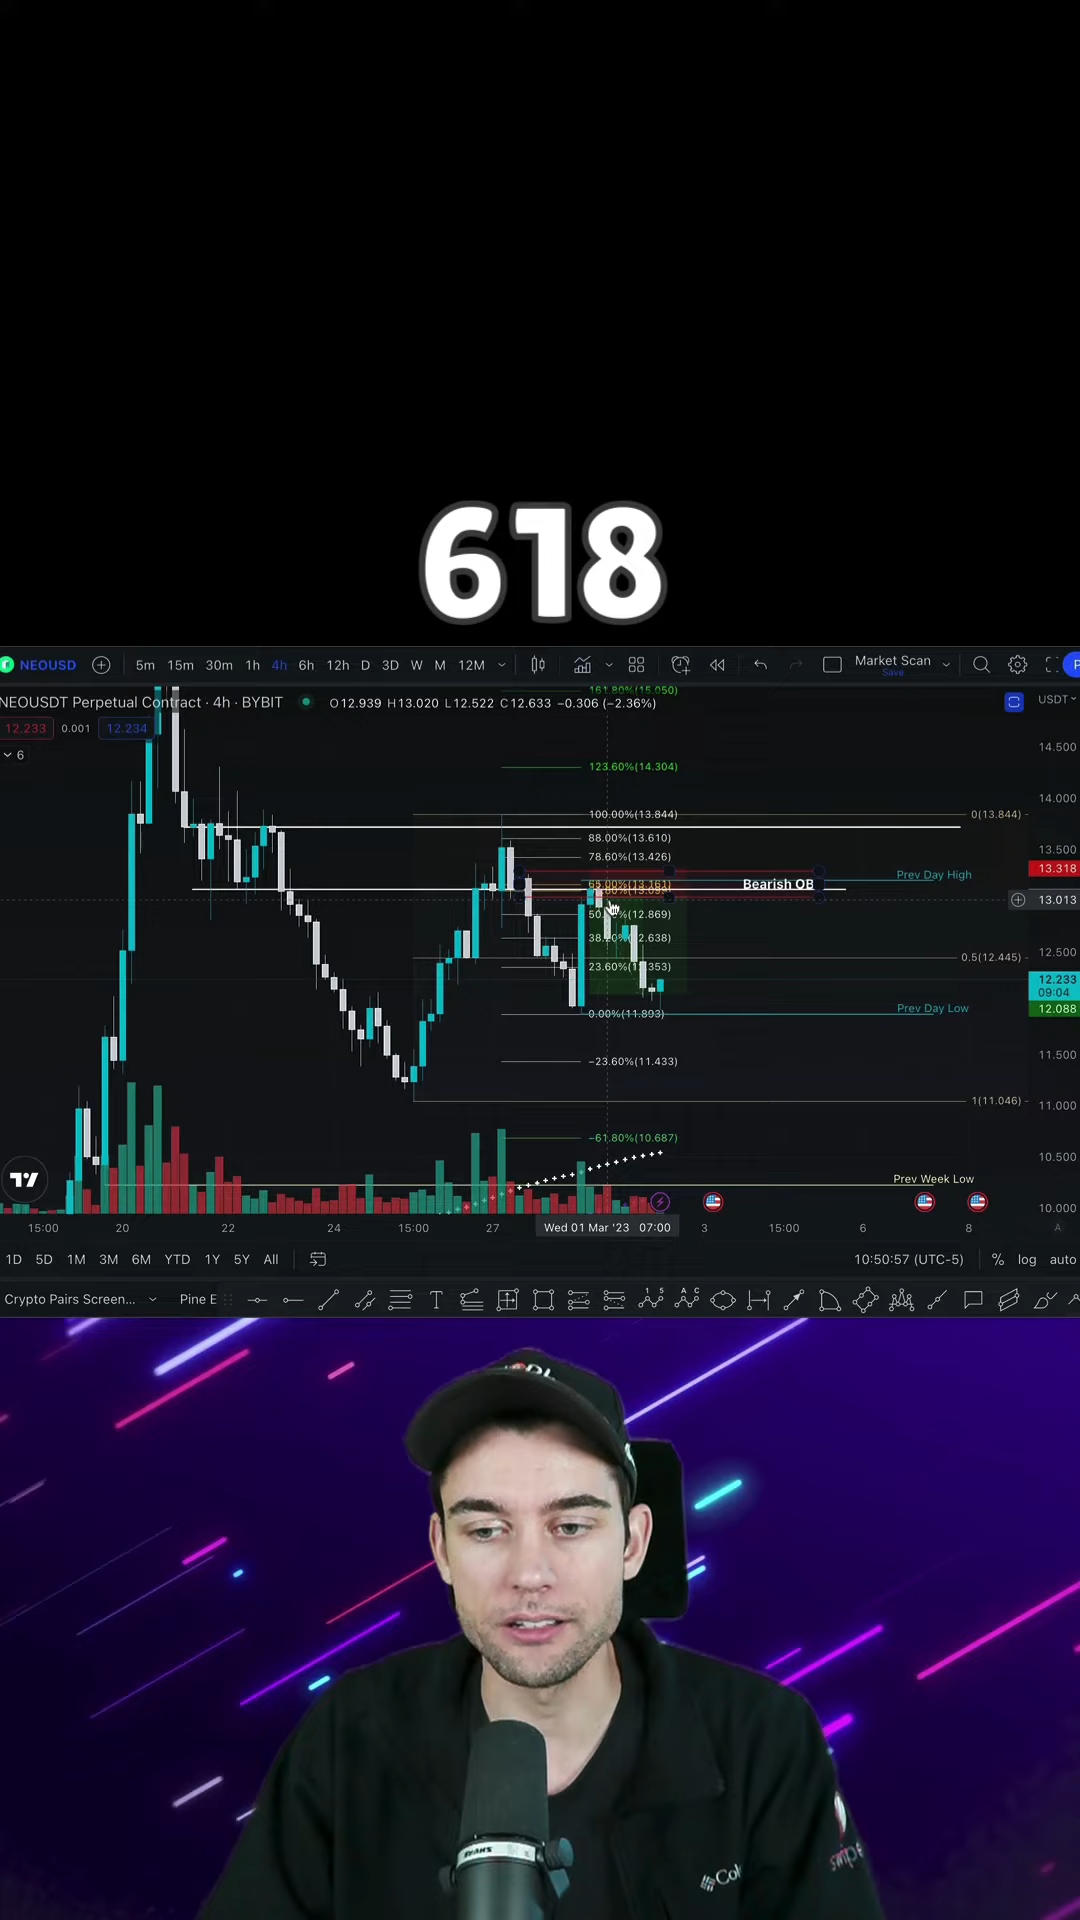 618
NEOUSD 5m 15m 30m 1h 4h 6h 12h D 3D W M 12M Market Scan
Save
NEOUSDT Perpetual Contract · 4h · BYBIT O12.939 H13.020 L12.522 C12.633 −0.306 (−2.36%)
USDT
12.233 0.001 12.234
6
161.80%(15.050)
14.500
123.60%(14.304)
14.000
100.00%(13.844)
0(13.844)
88.00%(13.610)
13.500
78.60%(13.426)
13.318
Prev Day High
65.00%(13.161)
Bearish OB
13.013
(12.869)
12.638)
0.5(12.445)
12.500
23.60%
12.233
09:04
12.088
Prev Day Low
0.00%(11.893)
11.500
−23.60%(11.433)
1(11.046)
11.000
−61.80%(10.687)
10.500
Prev Week Low
10.000
15:00 20 22 24 15:00 27 Wed 01 Mar '23 07:00 3 15:00 6 8 A
1D 5D 1M 3M 6M YTD 1Y 5Y All 10:50:57 (UTC-5) % log auto
Crypto Pairs Screen... Pine E